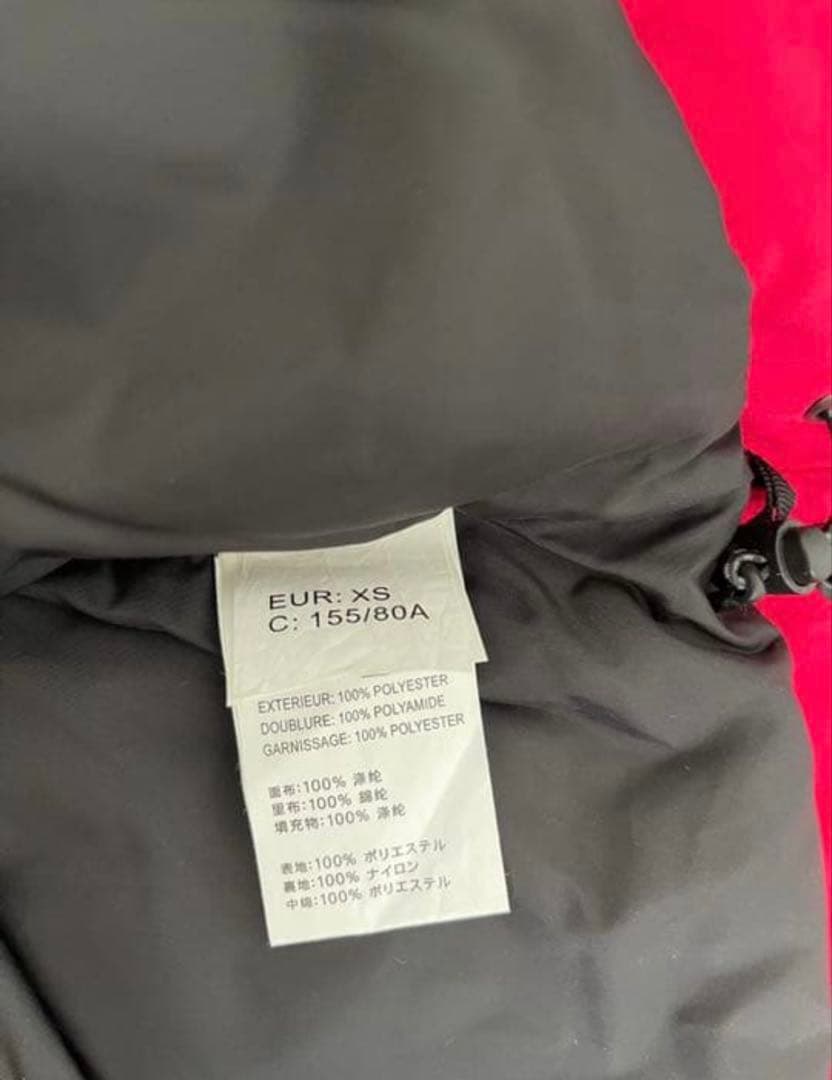 EUR: XS
C: 155/80A
EXTERIEUR: 100% POLYESTER
DOUBLURE: 100% POLYAMIDE
GARNISSAGE: 100% POLYESTER
面布:100% 涤纶
里布:100% 錦纶
填充物:100% 涤纶
表地:100% ポリエステル
裏地:100% ナイロン
中綿:100% ポリエステル